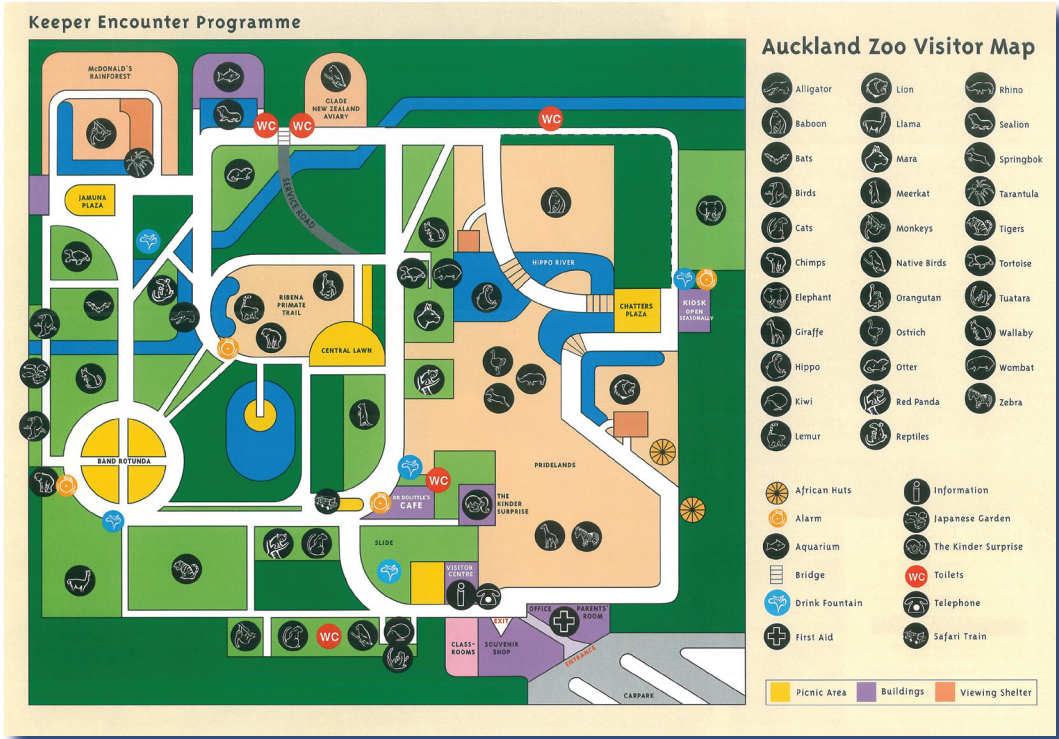 Keeper Encounter Programme
McDONALD'S
RAINFOREST
GLADE
NEW ZEALAND
AVIARY
WC
WC
WC
JAMUNA
PLAZA
SERVICE ROAD
HIPPO RIVER
RIBENA
PRIMATE
TRAIL
CENTRAL LAWN
CHATTERS
PLAZA
KIOSK
OPEN
SEASONALLY
BAND ROTUNDA
PRIDELANDS
WC
DR DOLITTLE'S
CAFE
THE
KINDER
SURPRISE
SLIDE
VISITOR
CENTRE
i
WC
EXIT
OFFICE
PARENTS'
ROOM
CLASS-
ROOMS
SOUVENIR
SHOP
ENTRANCE
CARPARK
Auckland Zoo Visitor Map
Alligator
Baboon
Bats
Birds
Cats
Chimps
Elephant
Giraffe
Hippo
Kiwi
Lemur
Lion
Llama
Mara
Meerkat
Monkeys
Native Birds
Orangutan
Ostrich
Otter
Red Panda
Reptiles
Rhino
Sealion
Springbok
Tarantula
Tigers
Tortoise
Tuatara
Wallaby
Wombat
Zebra
African Huts
Alarm
Aquarium
Bridge
Drink Fountain
First Aid
i Information
Japanese Garden
The Kinder Surprise
WC Toilets
Telephone
Safari Train
Picnic Area
Buildings
Viewing Shelter